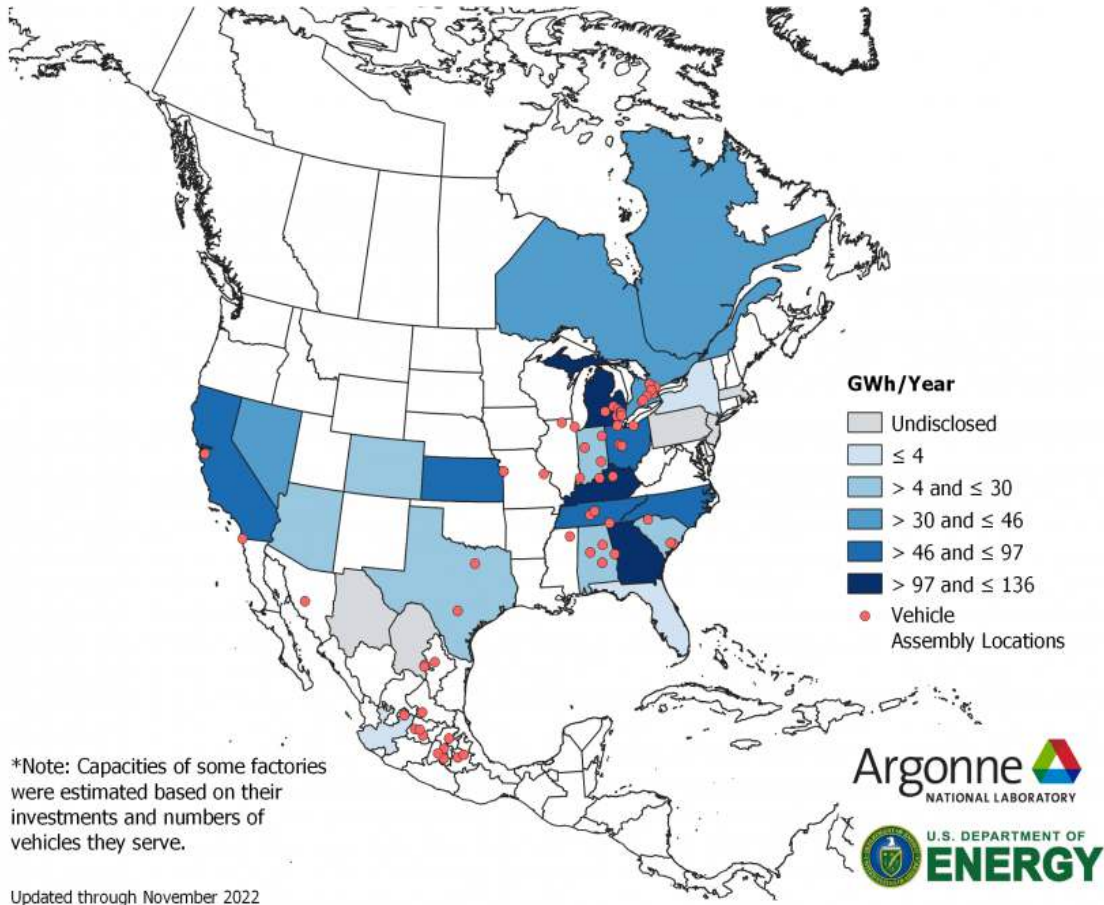 GWh/Year
Undisclosed
≤ 4
> 4 and ≤ 30
> 30 and ≤ 46
> 46 and ≤ 97
> 97 and ≤ 136
Vehicle
Assembly Locations
*Note: Capacities of some factories
were estimated based on their
investments and numbers of
vehicles they serve.
Updated through November 2022
Argonne
NATIONAL LABORATORY
U.S. DEPARTMENT OF
ENERGY